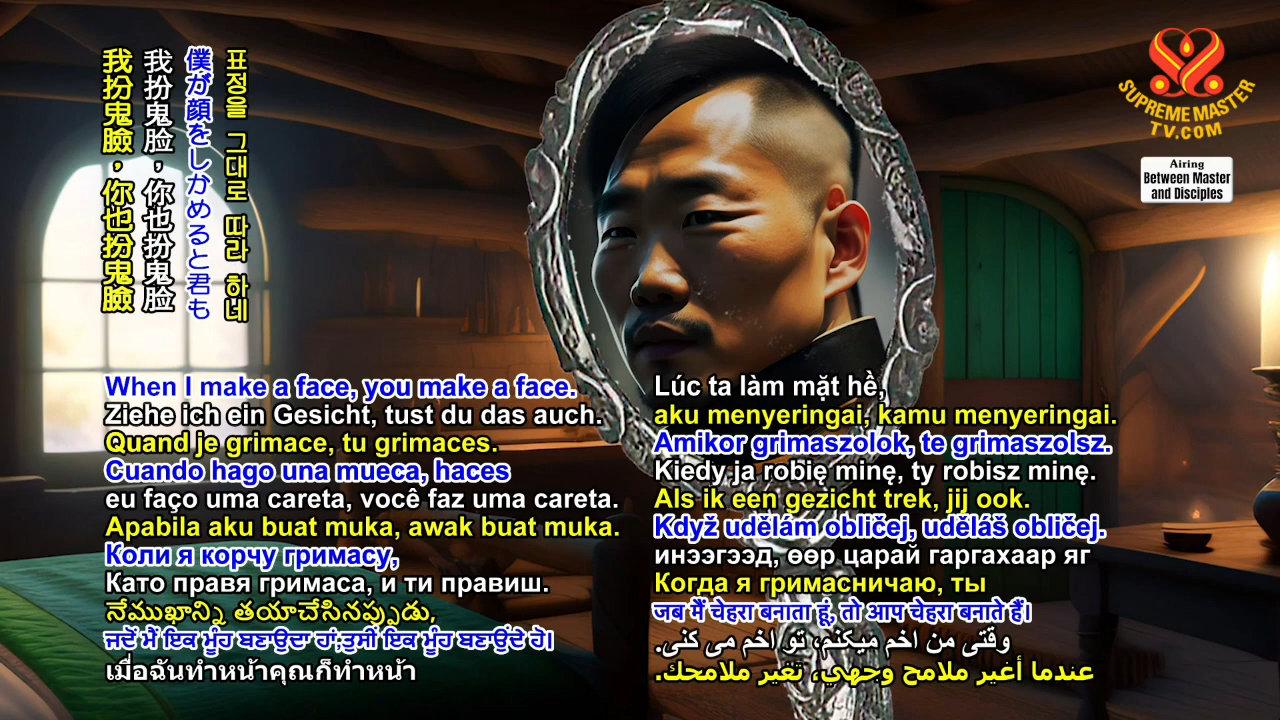 我扮鬼臉，你也扮鬼臉
我扮鬼脸，你也扮鬼脸
僕が顔をしかめると君も
표정을 그대로 따라 하네
SUPREME MASTER
TV.COM
Airing
Between Master
and Disciples
When I make a face, you make a face.
Ziehe ich ein Gesicht, tust du das auch.
Quand je grimace, tu grimaces.
Cuando hago una mueca, haces
eu faço uma careta, você faz uma careta.
Apabila aku buat muka, awak buat muka.
Коли я корчу гримасу,
Като правя гримаса, и ти правиш.
నేముఖాన్ని తయాచేసినప్పుడు,
ਜਦੋਂ ਮੈਂ ਇਕ ਮੂੰਹ ਬਣਾਉਦਾ ਹਾਂ,ਤੁਸੀਂ ਇਕ ਮੂੰਹ ਬਣਾਉਂਦੇ ਹੋ।
เมื่อฉันทำหน้าคุณก็ทำหน้า
Lúc ta làm mặt hề,
aku menyeringai, kamu menyeringai.
Amikor grimaszolok, te grimaszolsz.
Kiedy ja robię minę, ty robisz minę.
Als ik een gezicht trek, jij ook.
Když udělám obličej, uděláš obličej.
инээгээд, өөр царай гаргахаар яг
Когда я гримасничаю, ты
जब मैं चेहरा बनाता हूं, तो आप चेहरा बनाते हैं।
وقتی من اخم میکنم، تو اخم می کنی.
عندما أغير ملامح وجهي، تغير ملامحك.